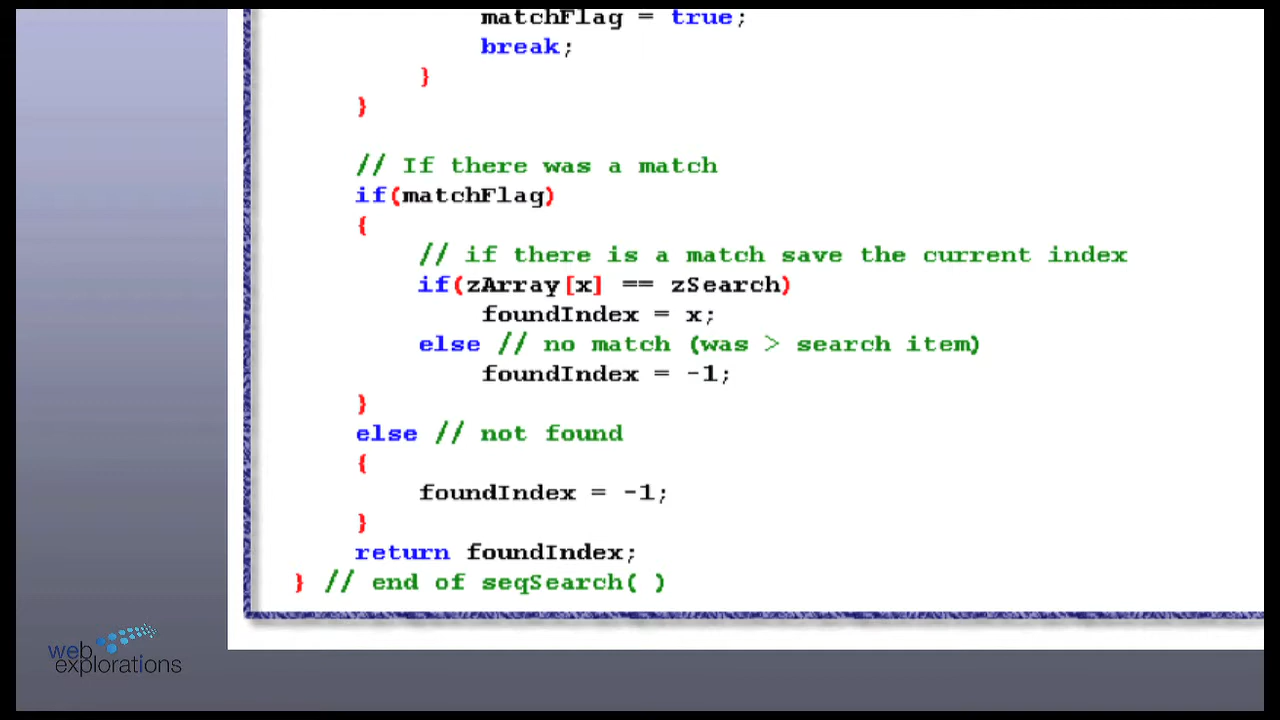 matchFlag = true;
break;
}
}
// If there was a match
if(matchFlag)
{
// if there is a match save the current index
if(zArray[x] == zSearch)
foundIndex = x;
else // no match (was > search item)
foundIndex = -1;
}
else // not found
{
foundIndex = -1;
}
return foundIndex;
} // end of seqSearch( )
web
explorations